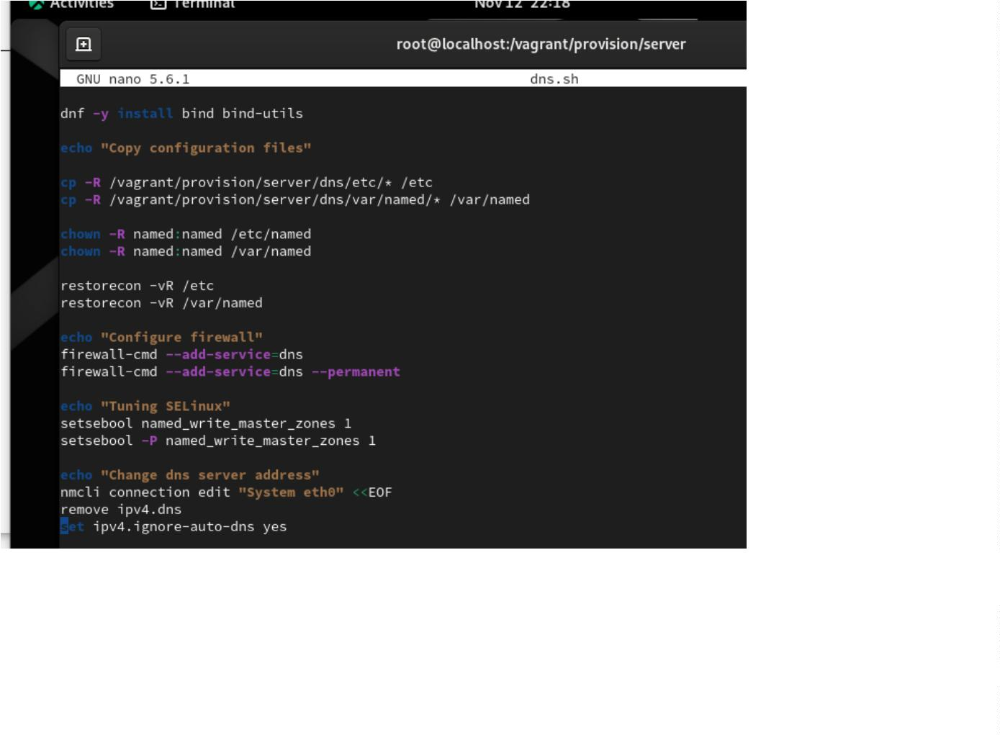 Activities Terminal Nov 12 22:18
root@localhost:/vagrant/provision/server
GNU nano 5.6.1 dns.sh
dnf -y install bind bind-utils
echo "Copy configuration files"
cp -R /vagrant/provision/server/dns/etc/* /etc
cp -R /vagrant/provision/server/dns/var/named/* /var/named
chown -R named:named /etc/named
chown -R named:named /var/named
restorecon -vR /etc
restorecon -vR /var/named
echo "Configure firewall"
firewall-cmd --add-service=dns
firewall-cmd --add-service=dns --permanent
echo "Tuning SELinux"
setsebool named_write_master_zones 1
setsebool -P named_write_master_zones 1
echo "Change dns server address"
nmcli connection edit "System eth0" <<EOF
remove ipv4.dns
set ipv4.ignore-auto-dns yes